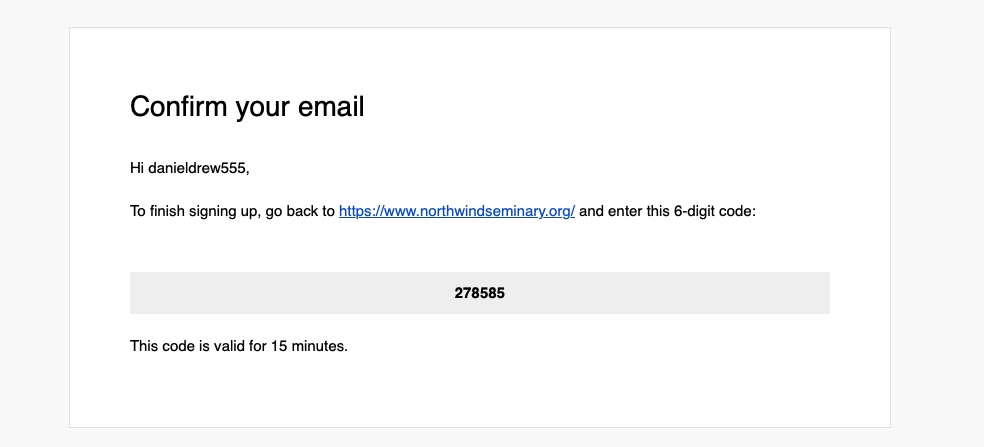 Confirm your email
Hi danieldrew555,
To finish signing up, go back to https://www.northwindseminary.org/ and enter this 6-digit code:
278585
This code is valid for 15 minutes.